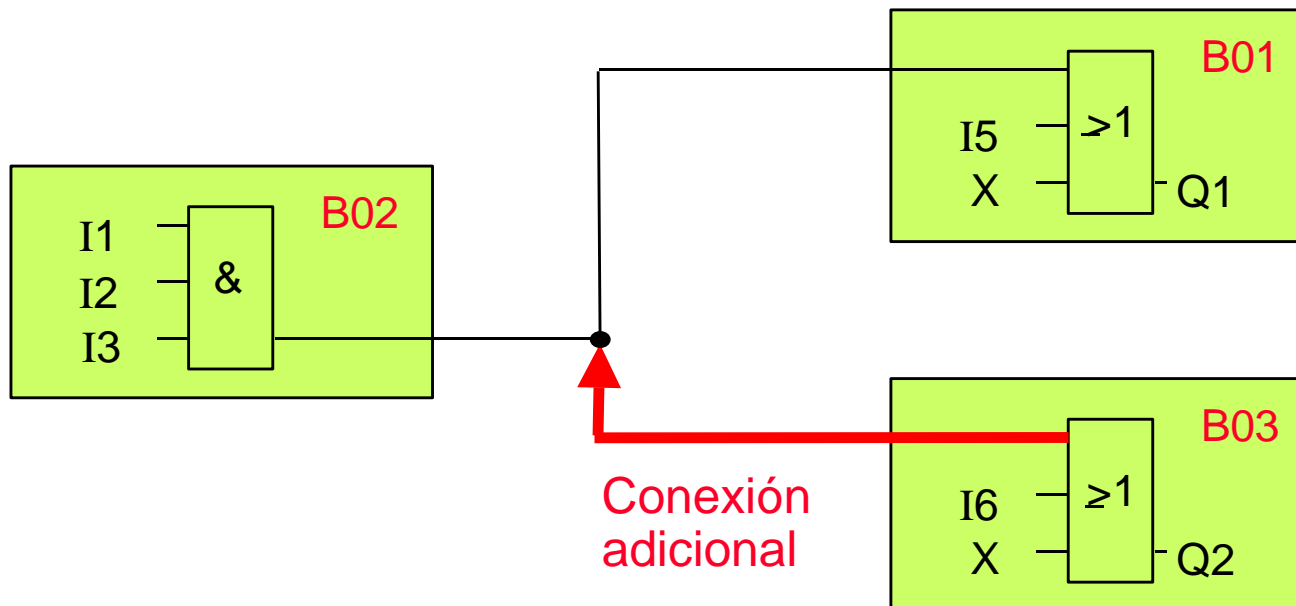 B02
I1
I2
I3
&
B01
I5
X
≥1
Q1
Conexión
adicional
B03
I6
X
≥1
Q2